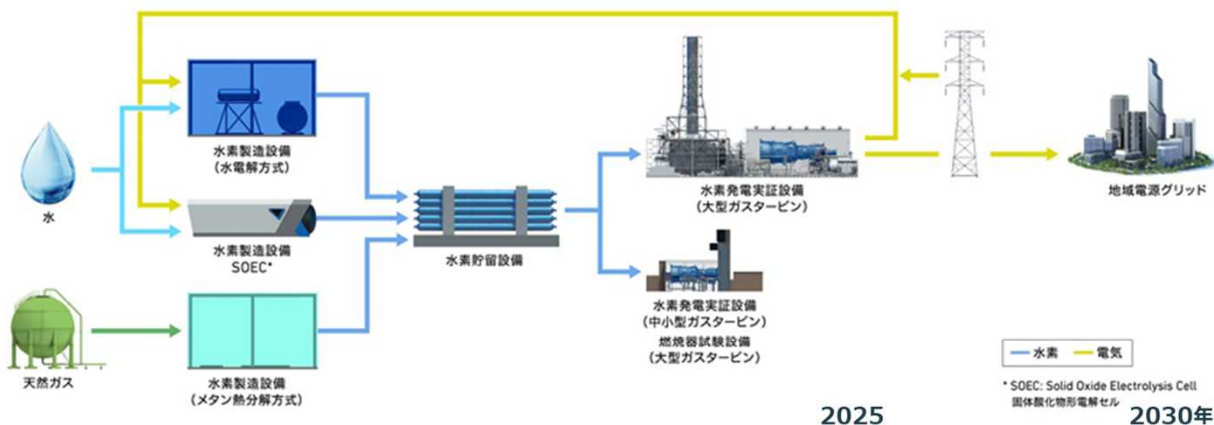 水
水素製造設備
(水電解方式)
水素製造設備
SOEC*
天然ガス
水素製造設備
(メタン熱分解方式)
水素貯留設備
水素発電実証設備
(大型ガスタービン)
水素発電実証設備
(中小型ガスタービン)
燃焼器試験設備
(大型ガスタービン)
地域電源グリッド
水素 電気
* SOEC: Solid Oxide Electrolysis Cell
固体酸化物形電解セル
2025 2030年